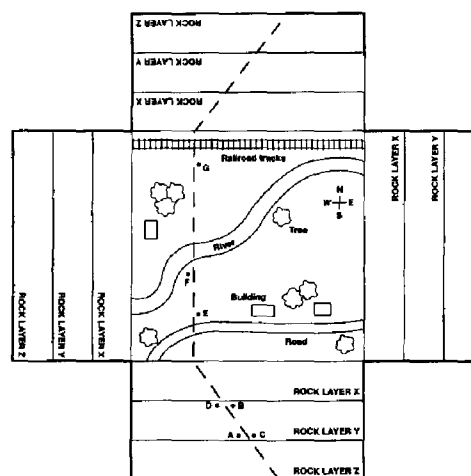 ROCK LAYER Z
ROCK LAYER Y
ROCK LAYER X
Railroad tracks
G
N
W E
S
Tree
River
F
Building
E
Road
ROCK LAYER Z
ROCK LAYER Y
ROCK LAYER X
ROCK LAYER X
ROCK LAYER Y
ROCK LAYER X
D B
ROCK LAYER Y
A C
ROCK LAYER Z